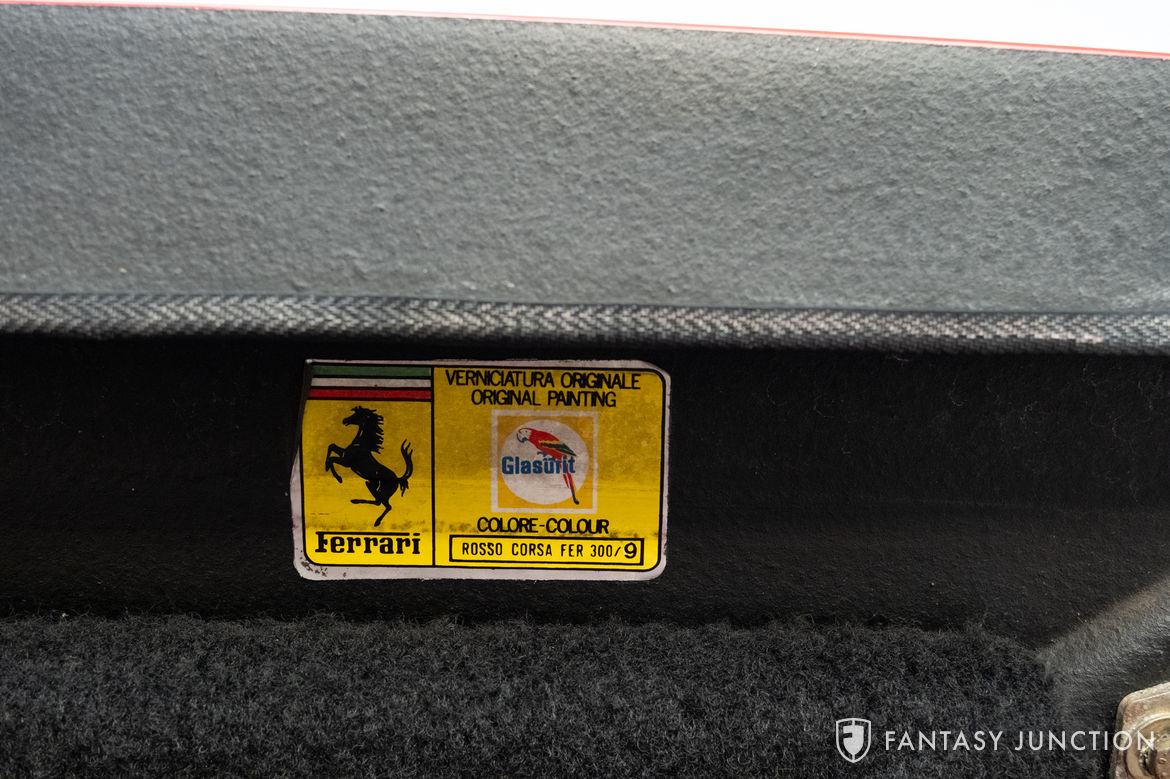 VERNICIATURA ORIGINALE
ORIGINAL PAINTING
Glasurit
COLORE-COLOUR
ROSSO CORSA FER 300/9
Ferrari
FANTASY JUNCTION